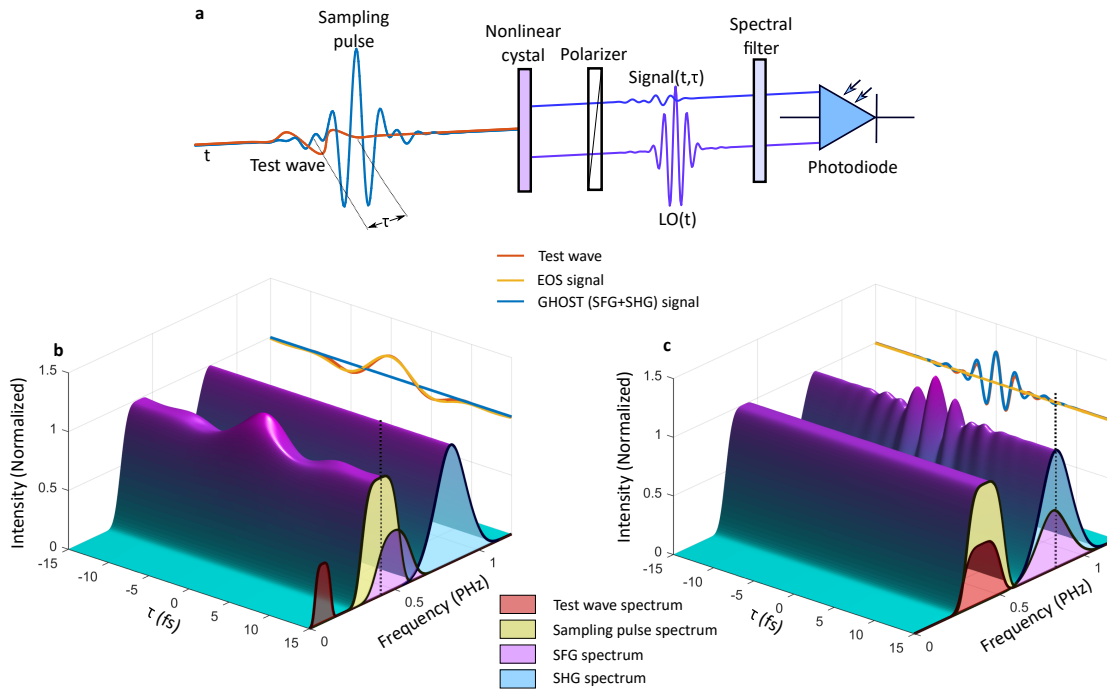 a
Sampling
pulse
Nonlinear
cystal
Polarizer
Spectral
filter
Signal(t,τ)
t
Test wave
τ
LO(t)
Photodiode
Test wave
EOS signal
GHOST (SFG+SHG) signal
b
Intensity (Normalized)
1.5
1
0.5
0
-15
-10
-5
0
5
10
15
τ (fs)
0
0.5
1
Frequency (PHz)
c
Intensity (Normalized)
1.5
1
0.5
0
-15
-10
-5
0
5
10
15
τ (fs)
0
0.5
1
Frequency (PHz)
Test wave spectrum
Sampling pulse spectrum
SFG spectrum
SHG spectrum